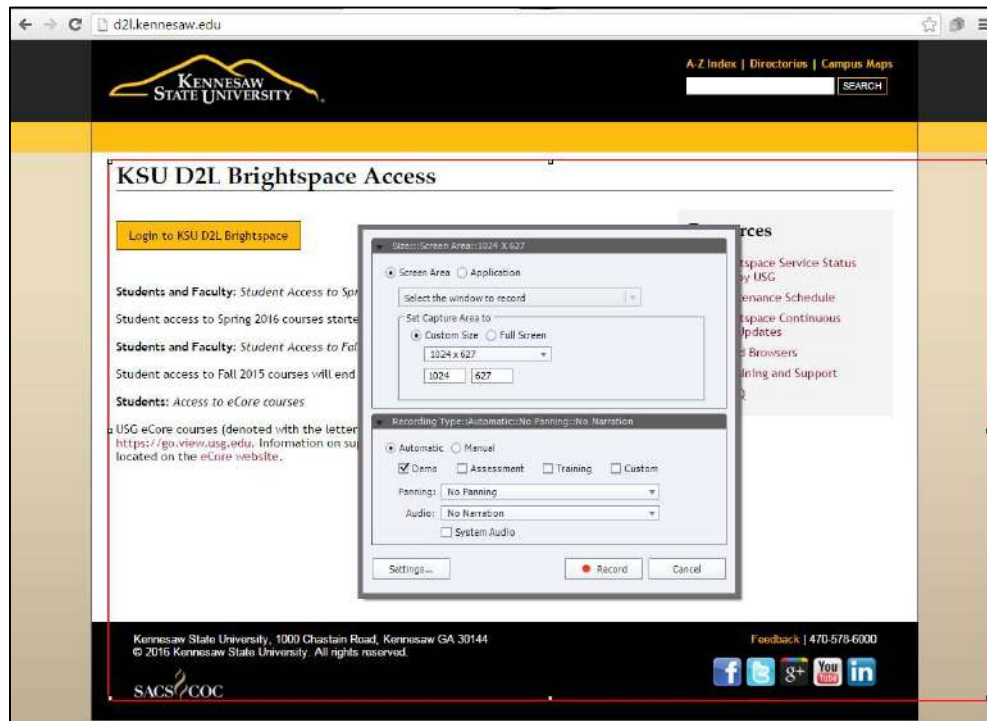 d2l.kennesaw.edu
KENNESAW
STATE UNIVERSITY
A-Z Index | Directories | Campus Maps
SEARCH
KSU D2L Brightspace Access
Login to KSU D2L Brightspace
Students and Faculty: Student Access to Spr
Student access to Spring 2016 courses starte
Students and Faculty: Student Access to Fal
Student access to Fall 2015 courses will end
Students: Access to eCore courses
USG eCore courses (denoted with the letter
https://go.view.usg.edu. Information on sup
located on the eCore website.
Size:::Screen Area::1024 X 627
Screen Area Application
Select the window to record
Set Capture Area to
Custom Size Full Screen
1024 x 627
1024 627
Recording Type::Automatic::No Panning::No Narration
Automatic Manual
Demo Assessment Training Custom
Panning: No Panning
Audio: No Narration
System Audio
Settings...
Record
Cancel
rces
tspace Service Status
by USG
tenance Schedule
tspace Continuous
Updates
d Browsers
ining and Support
Q
Kennesaw State University, 1000 Chastain Road, Kennesaw GA 30144
© 2016 Kennesaw State University. All rights reserved.
SACS COC
Feedback | 470-578-6000
f
g+
You
Tube
in